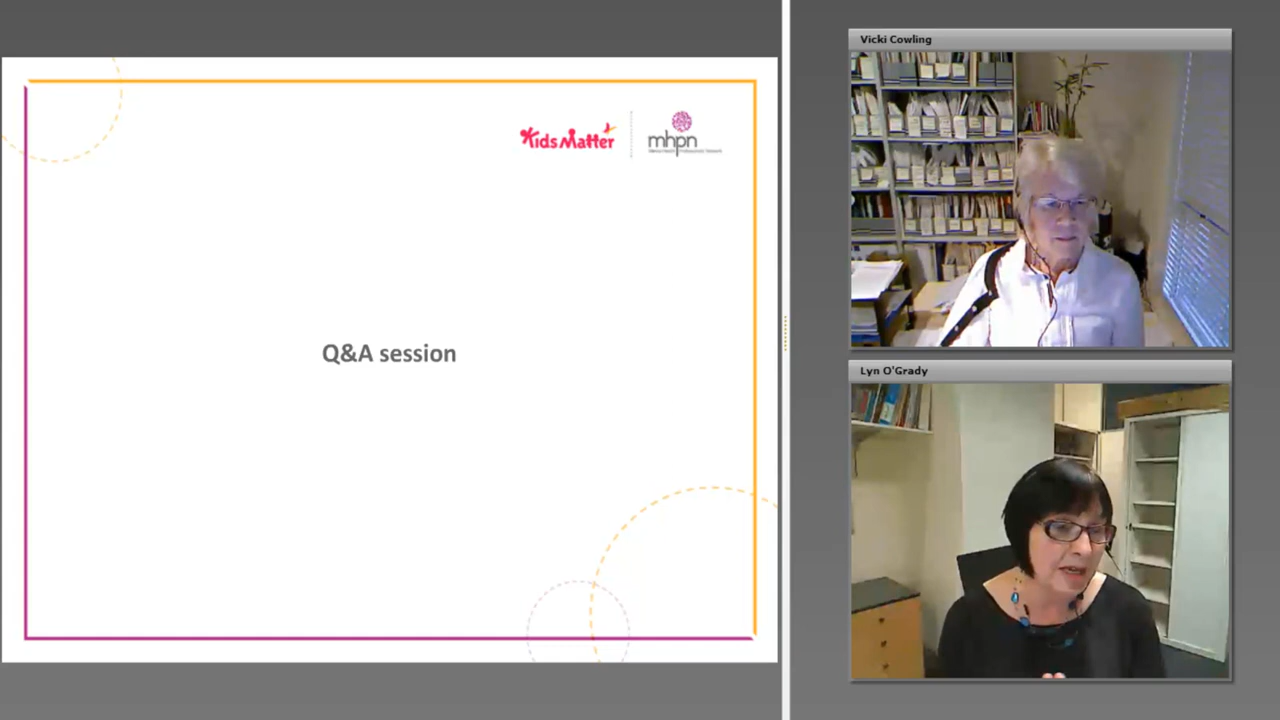 KidsMatter
mhpn
Q&A session
Vicki Cowling
Lyn O'Grady